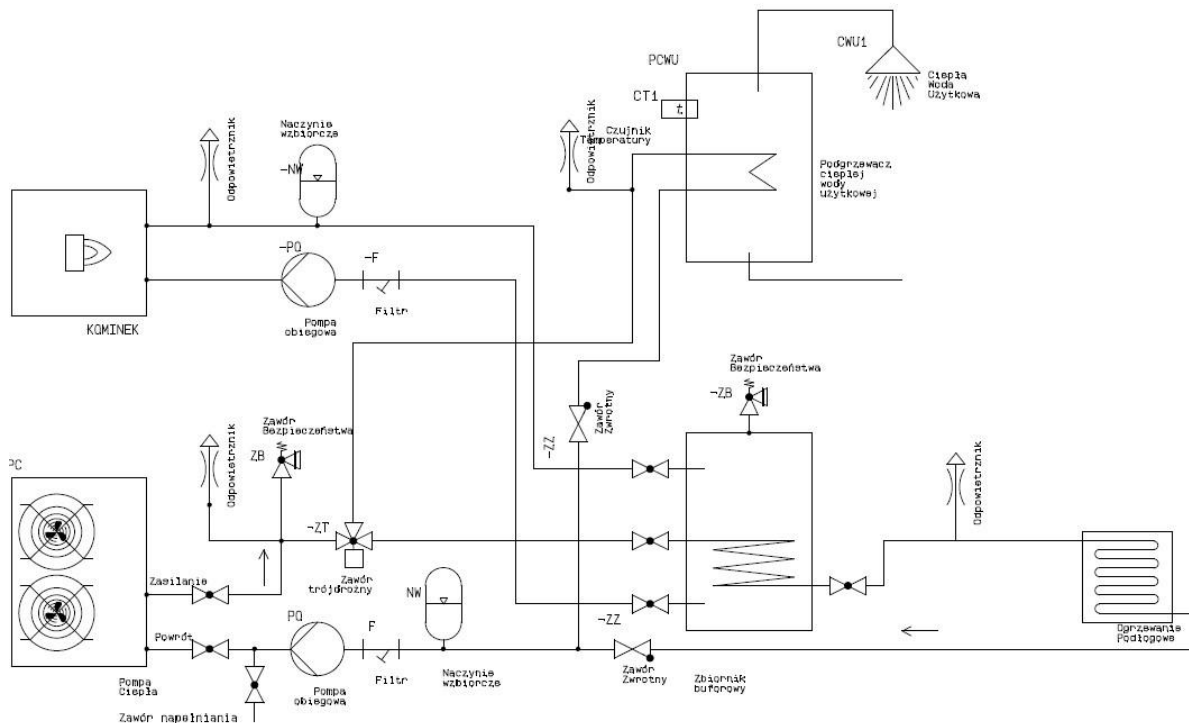 CWU1
Ciepła
Woda
Użytkowa
PCWU
CT1
t
Czujnik
Temperatury
Odpowietrznik
Podgrzewacz
ciepłej
wody
użytkowej
Naczynie
wzbiorcze
-NW
Odpowietrznik
-PO
-F
Filtr
Pompa
obiegowa
KOMINEK
Zawór
Bezpieczeństwa
¬ZB
Zawór
Zwrotny
-ZZ
Zawór
Bezpieczeństwa
ZB
Odpowietrznik
PC
¬ZT
Zawór
trójdrożny
Odpowietrznik
Zasilanie
NW
PO
F
Powrót
¬ZZ
Ogrzewanie
Podłogowe
Pompa
Ciepła
Pompa
obiegowa
Filtr
Naczynie
wzbiorcze
Zawór
Zwrotny
Zbiornik
buforowy
Zawór napełniania